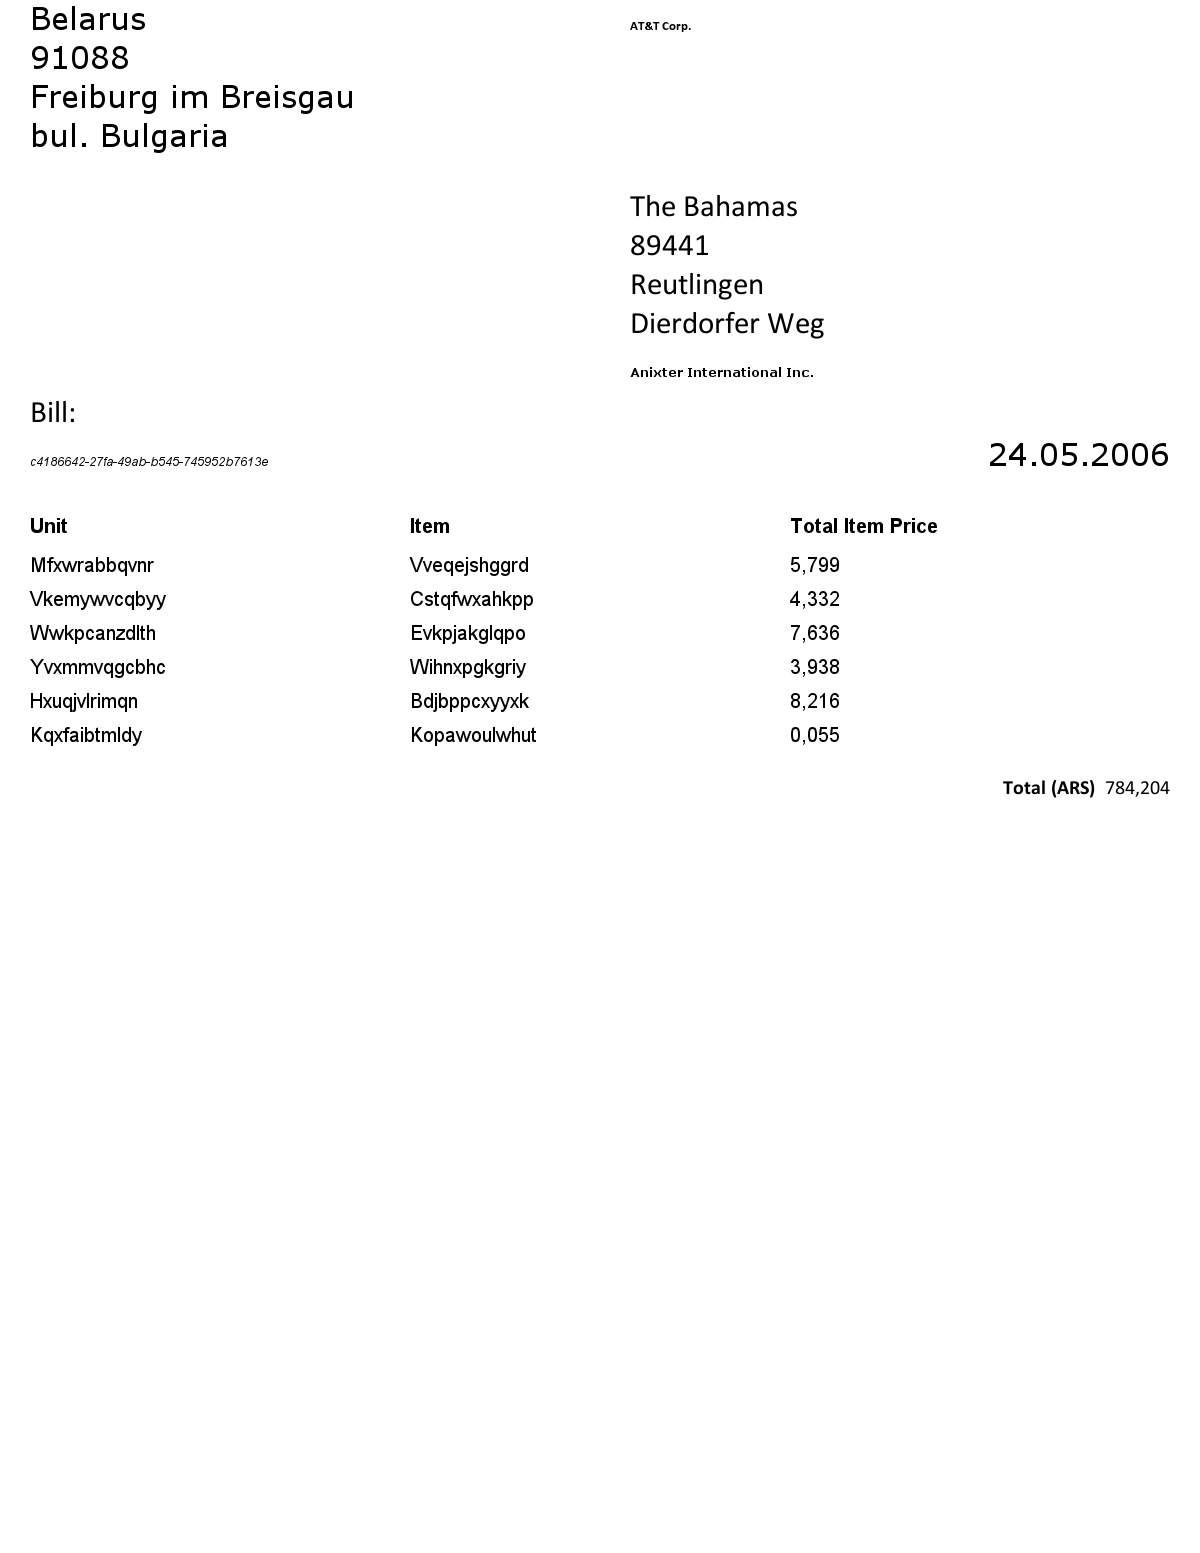 Belarus
91088
Freiburg im Breisgau
bul. Bulgaria
AT&T Corp.
The Bahamas
89441
Reutlingen
Dierdorfer Weg
Anixter International Inc.
Bill:
c4186642-27fa-49ab-b545-745952b7613e
24.05.2006
Unit Item Total Item Price
Mfxwrabbqvnr Vveqejshggrd 5,799
Vkemywvcqbyy Cstqfwxahkpp 4,332
Wwkpcanzdlth Evkpjakglqpo 7,636
Yvxmmvqgcbhc Wihnxpgkgriy 3,938
Hxuqjvlrimqn Bdjbppcxyyxk 8,216
Kqxfaibtmldy Kopawoulwhut 0,055
Total (ARS) 784,204